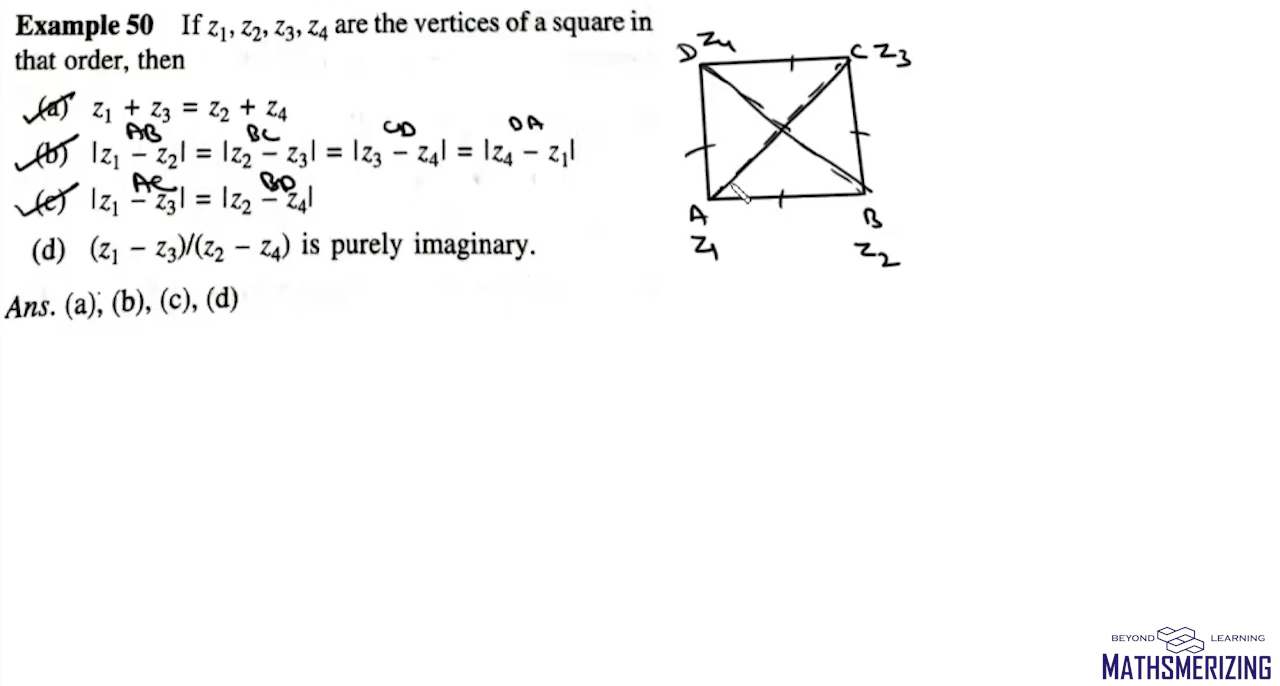 Example 50 If z₁, z₂, z₃, z₄ are the vertices of a square in
that order, then
(a) z₁ + z₃ = z₂ + z₄
AB BC CD DA
(b) |z₁ − z₂| = |z₂ − z₃| = |z₃ − z₄| = |z₄ − z₁|
AC BD
(c) |z₁ − z₃| = |z₂ − z₄|
(d) (z₁ − z₃)/(z₂ − z₄) is purely imaginary.
Ans. (a), (b), (c), (d)
D z₄ C z₃
A B
z₁ z₂
BEYOND LEARNING
MATHSMERIZING